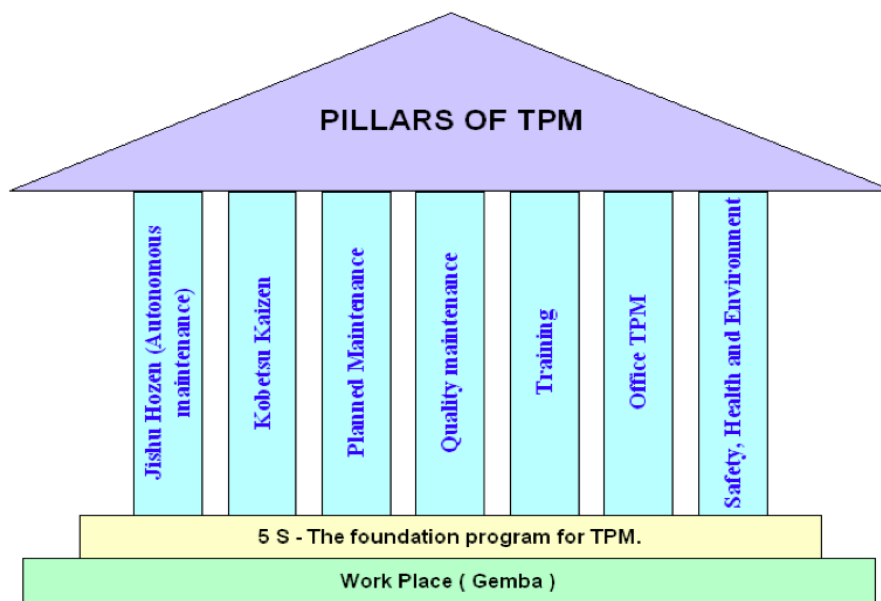 PILLARS OF TPM
Jishu Hozen (Autonomous
maintenance)
Kobetsu Kaizen
Planned Maintenance
Quality maintenance
Training
Office TPM
Safety, Health and Environment
5 S - The foundation program for TPM.
Work Place ( Gemba )